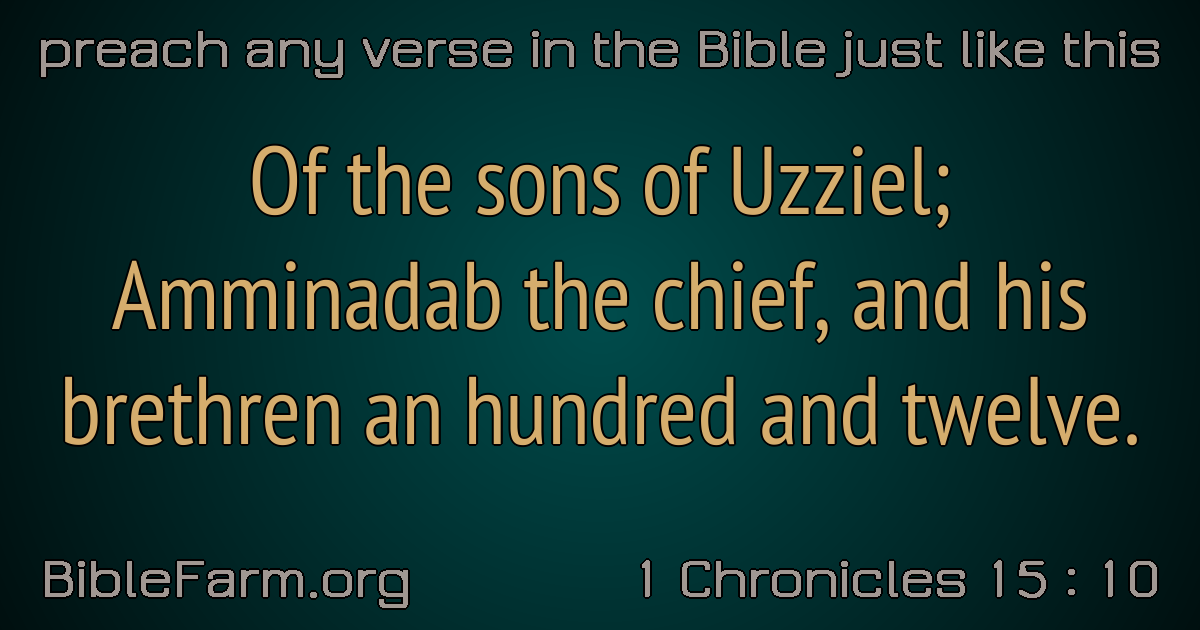 preach any verse in the Bible just like this
Of the sons of Uzziel;
Amminadab the chief, and his
brethren an hundred and twelve.
BibleFarm.org
1 Chronicles 15 : 10